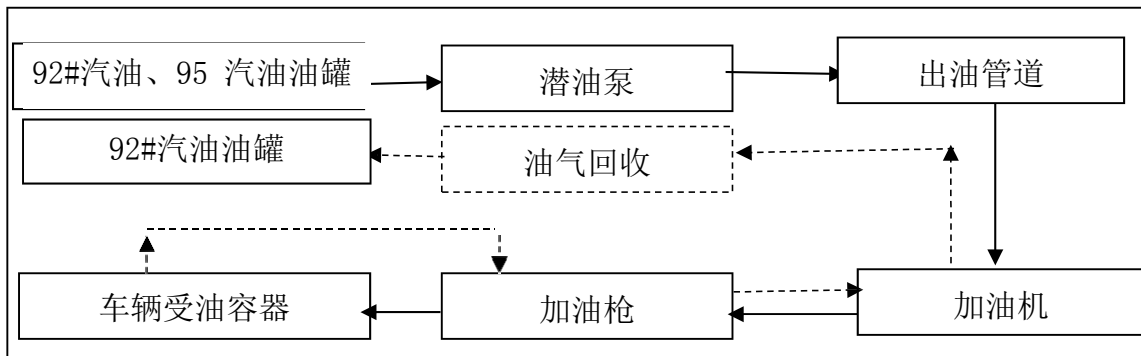 92#汽油、95 汽油油罐
潜油泵
出油管道
92#汽油油罐
油气回收
车辆受油容器
加油枪
加油机